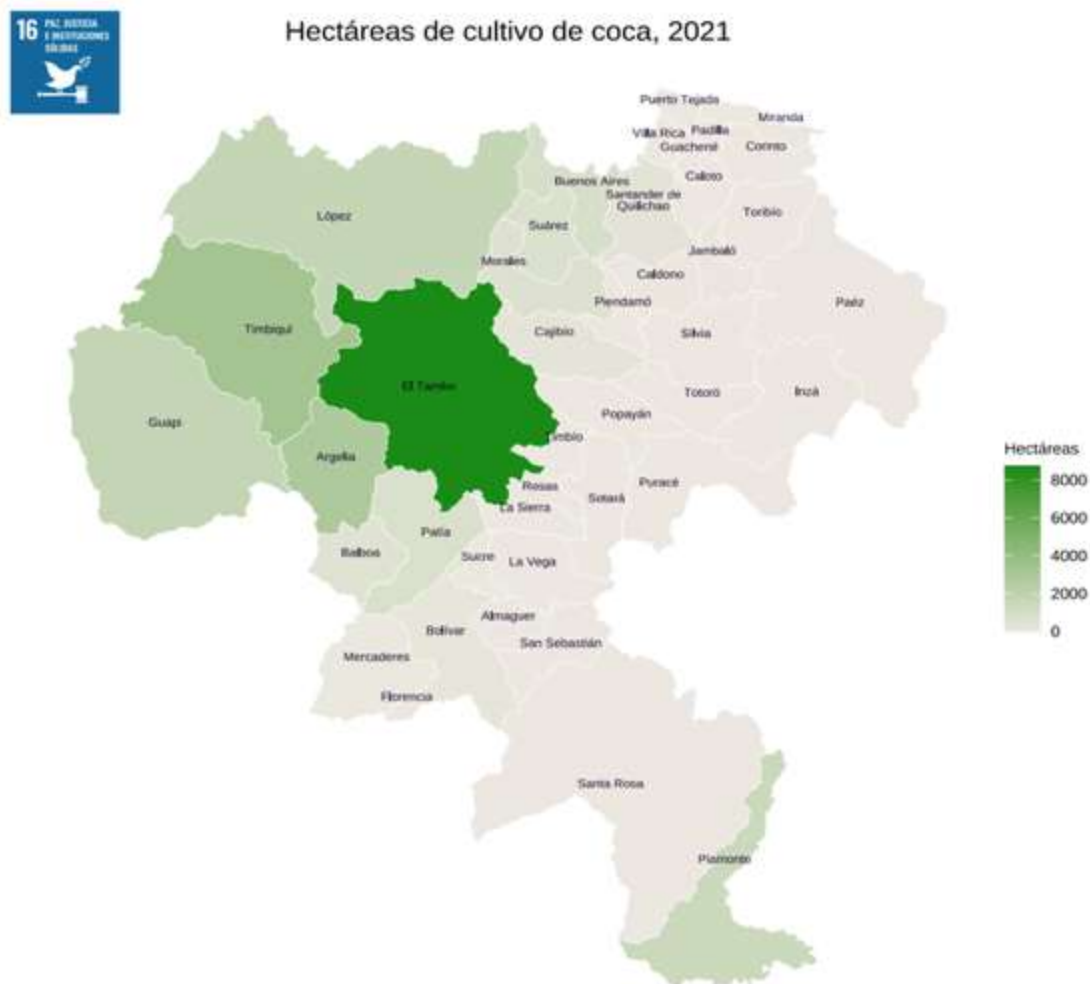 16 PAZ, JUSTICIA
E INSTITUCIONES
SÓLIDAS
Hectáreas de cultivo de coca, 2021
Puerto Tejada
Miranda
Villa Rica
Padilla
Guachené
Corinto
Buenos Aires
Caloto
Santander de
Quilichao
López
Suárez
Toribío
Morales
Jambaló
Caldono
Piendamó
Paéz
Timbiquí
Cajibío
Silvia
El Tambo
Totoró
Inzá
Guapi
Popayán
Timbío
Argelia
Rosas
Sotará
Puracé
La Sierra
Patía
Balboa
Sucre
La Vega
Almaguer
Bolívar
San Sebastián
Mercaderes
Florencia
Santa Rosa
Piamonte
Hectáreas
8000
6000
4000
2000
0